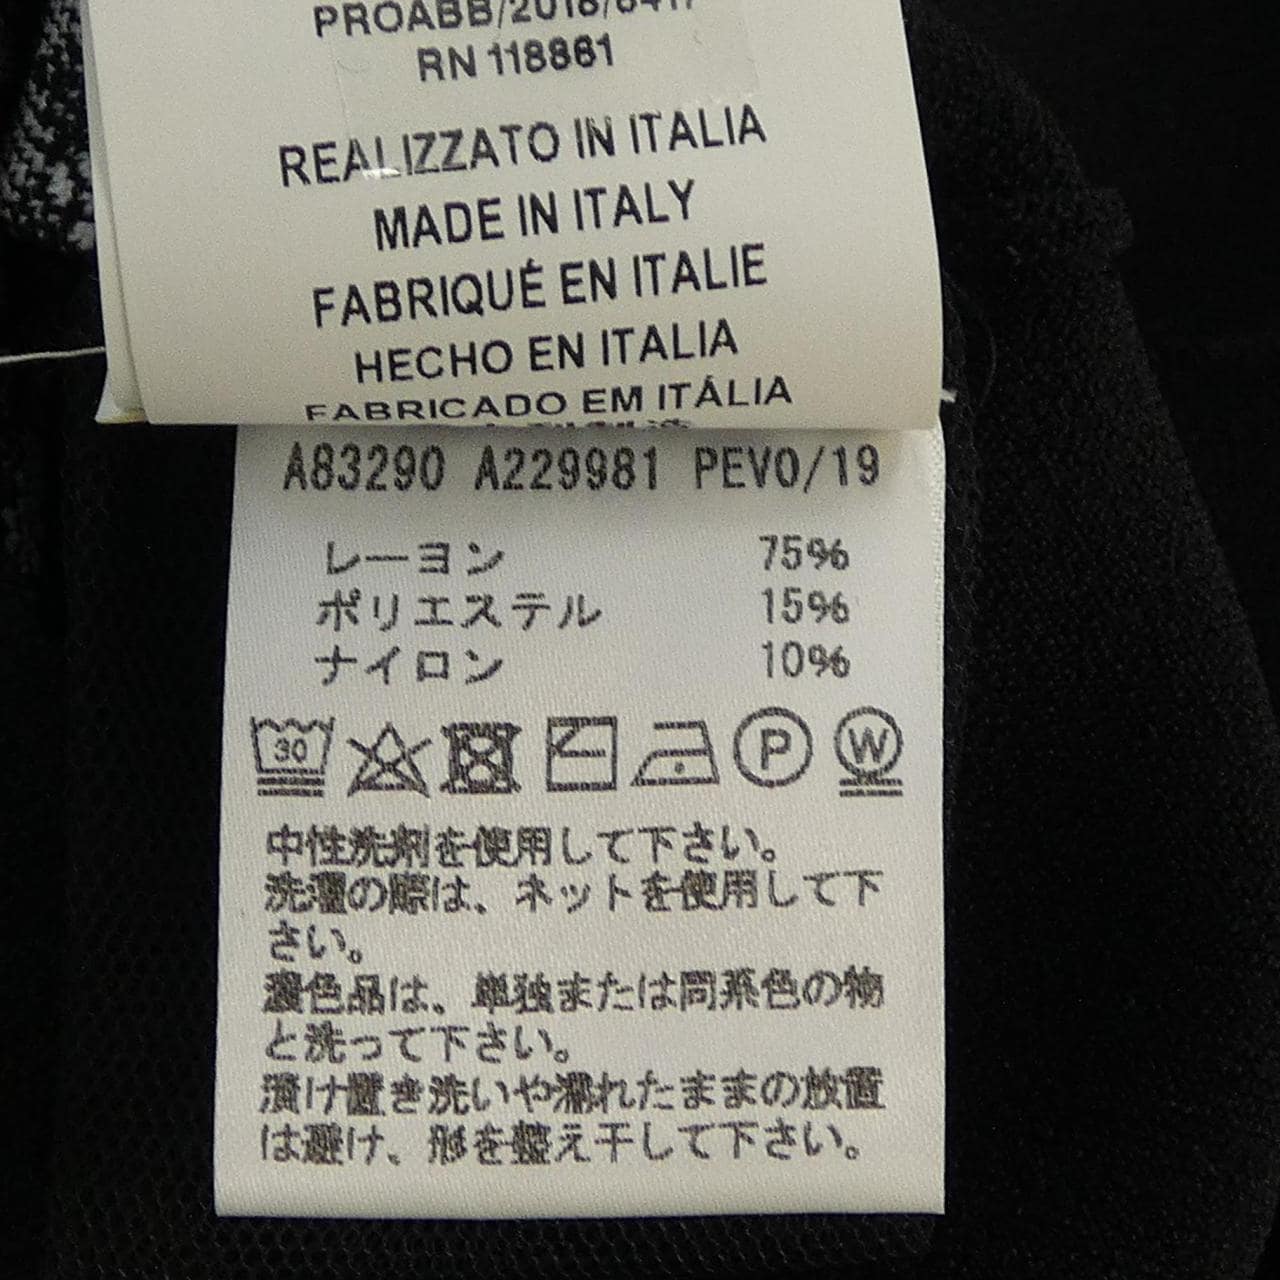 RN 118861
REALIZZATO IN ITALIA
MADE IN ITALY
FABRIQUÉ EN ITALIE
HECHO EN ITALIA
FABRICADO EM ITÁLIA
A83290 A229981 PEV0/19
レーヨン 75%
ポリエステル 15%
ナイロン 10%
30 P W
中性洗剤を使用して下さい。
洗濯の際は、ネットを使用して下
さい。
濃色品は、単独または同系色の物
と洗って下さい。
漬け置き洗いや濡れたままの放置
は避け、形を整え干して下さい。